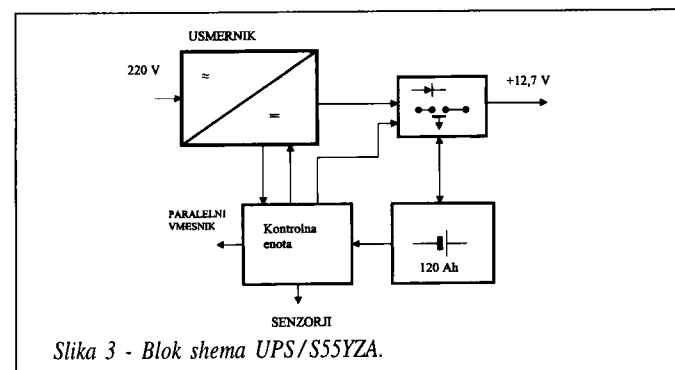 USMERNIK
220 V
≈
=
+12,7 V
PARALELNI
VMESNIK
Kontrolna
enota
120 Ah
SENZORJI
Slika 3 - Blok shema UPS/S55YZA.